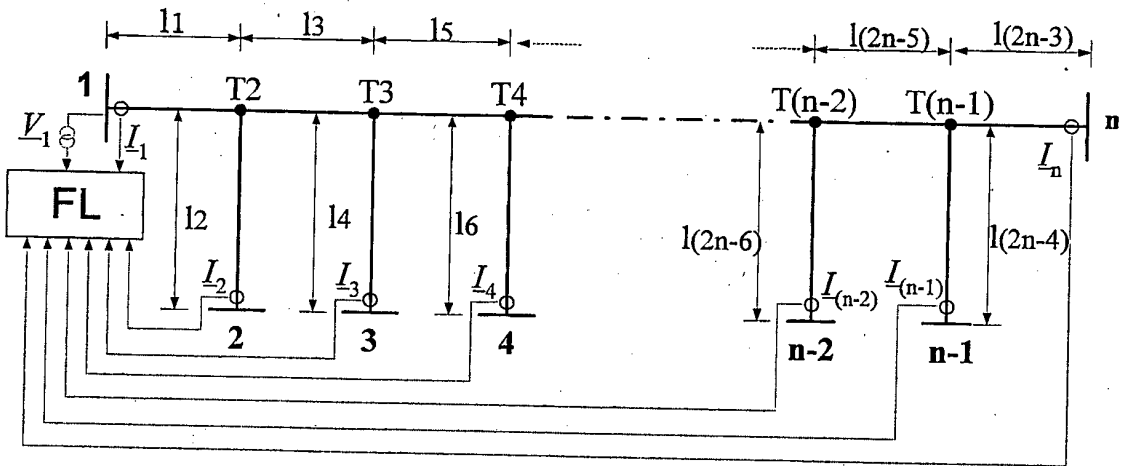 l1 l3 l5 l(2n-5) l(2n-3)
1 T2 T3 T4 T(n-2) T(n-1) n
V1 I1 In
FL
l2 l4 l6 l(2n-6) l(2n-4)
I2 I3 I4 I(n-2) I(n-1)
2 3 4 n-2 n-1